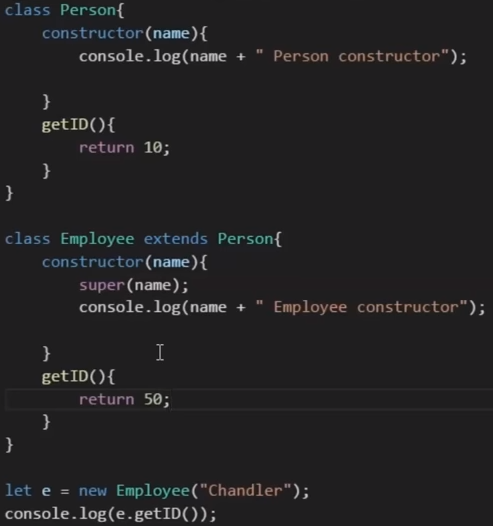 class Person{
    constructor(name){
        console.log(name + " Person constructor");
    }
    getID(){
        return 10;
    }
}
class Employee extends Person{
    constructor(name){
        super(name);
        console.log(name + " Employee constructor");
    }
    getID(){
        return 50;
    }
}
let e = new Employee("Chandler");
console.log(e.getID());